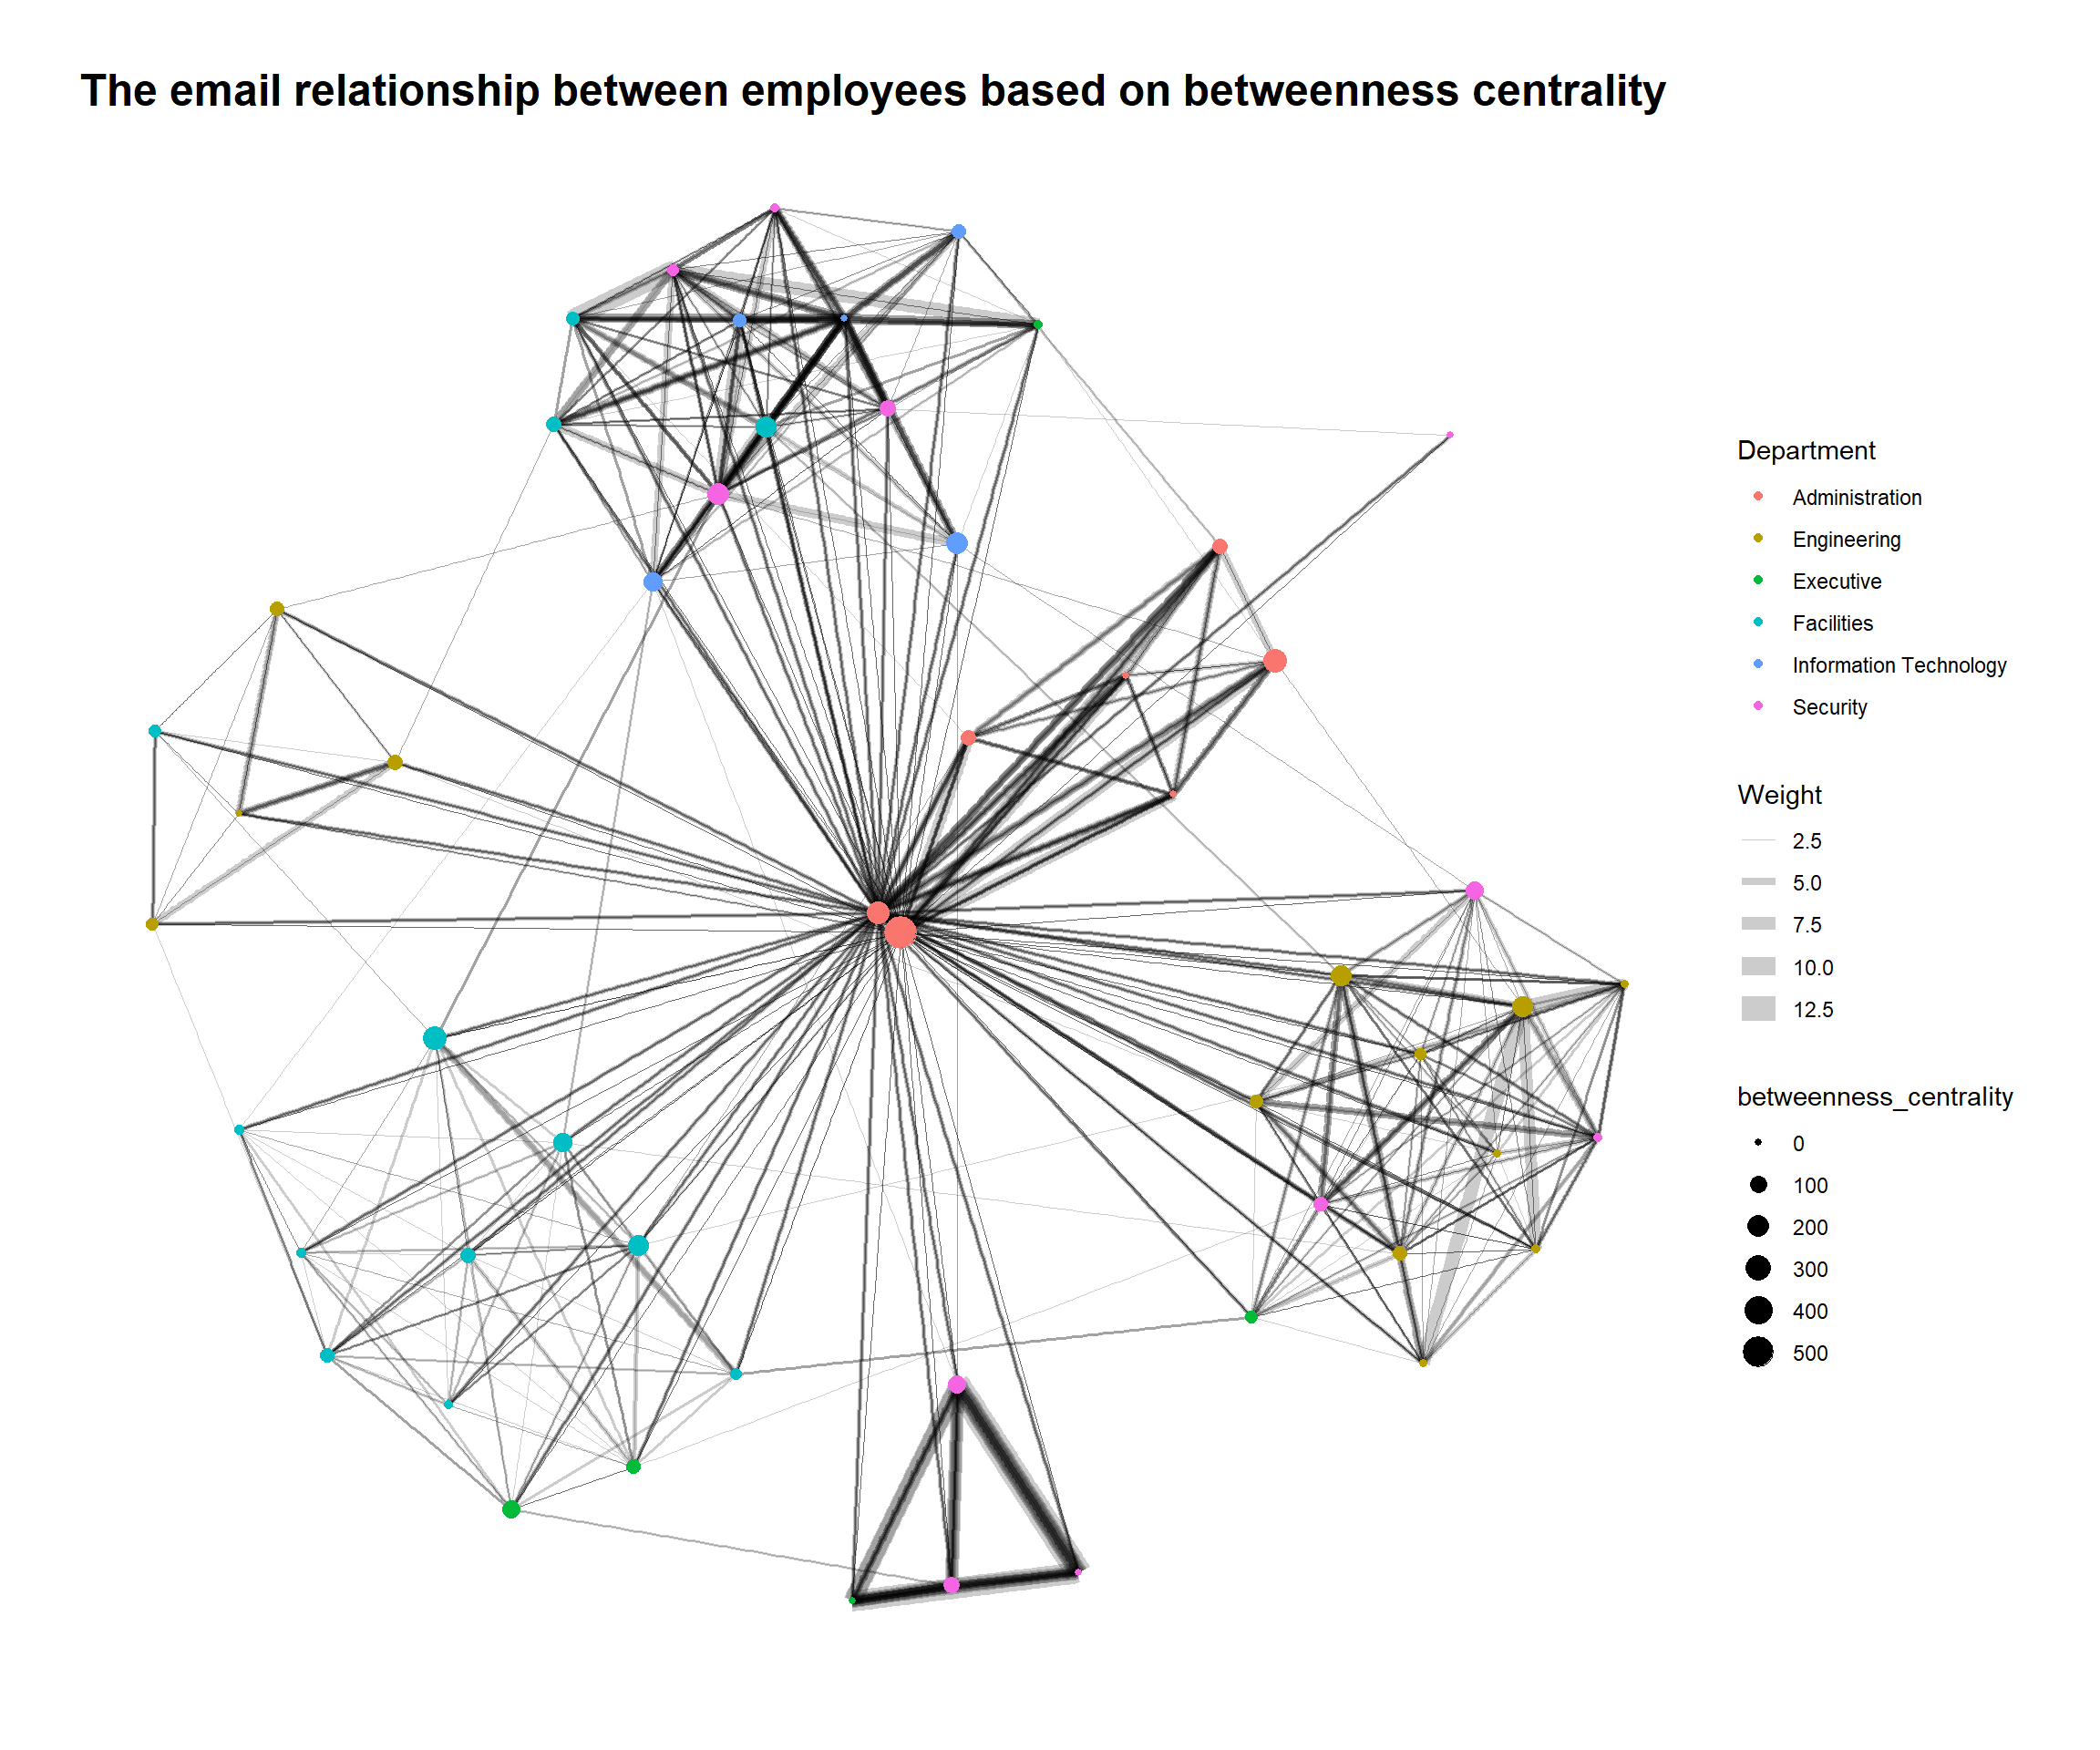 The email relationship between employees based on betweenness centrality
Department
Administration
Engineering
Executive
Facilities
Information Technology
Security
Weight
2.5
5.0
7.5
10.0
12.5
betweenness_centrality
0
100
200
300
400
500